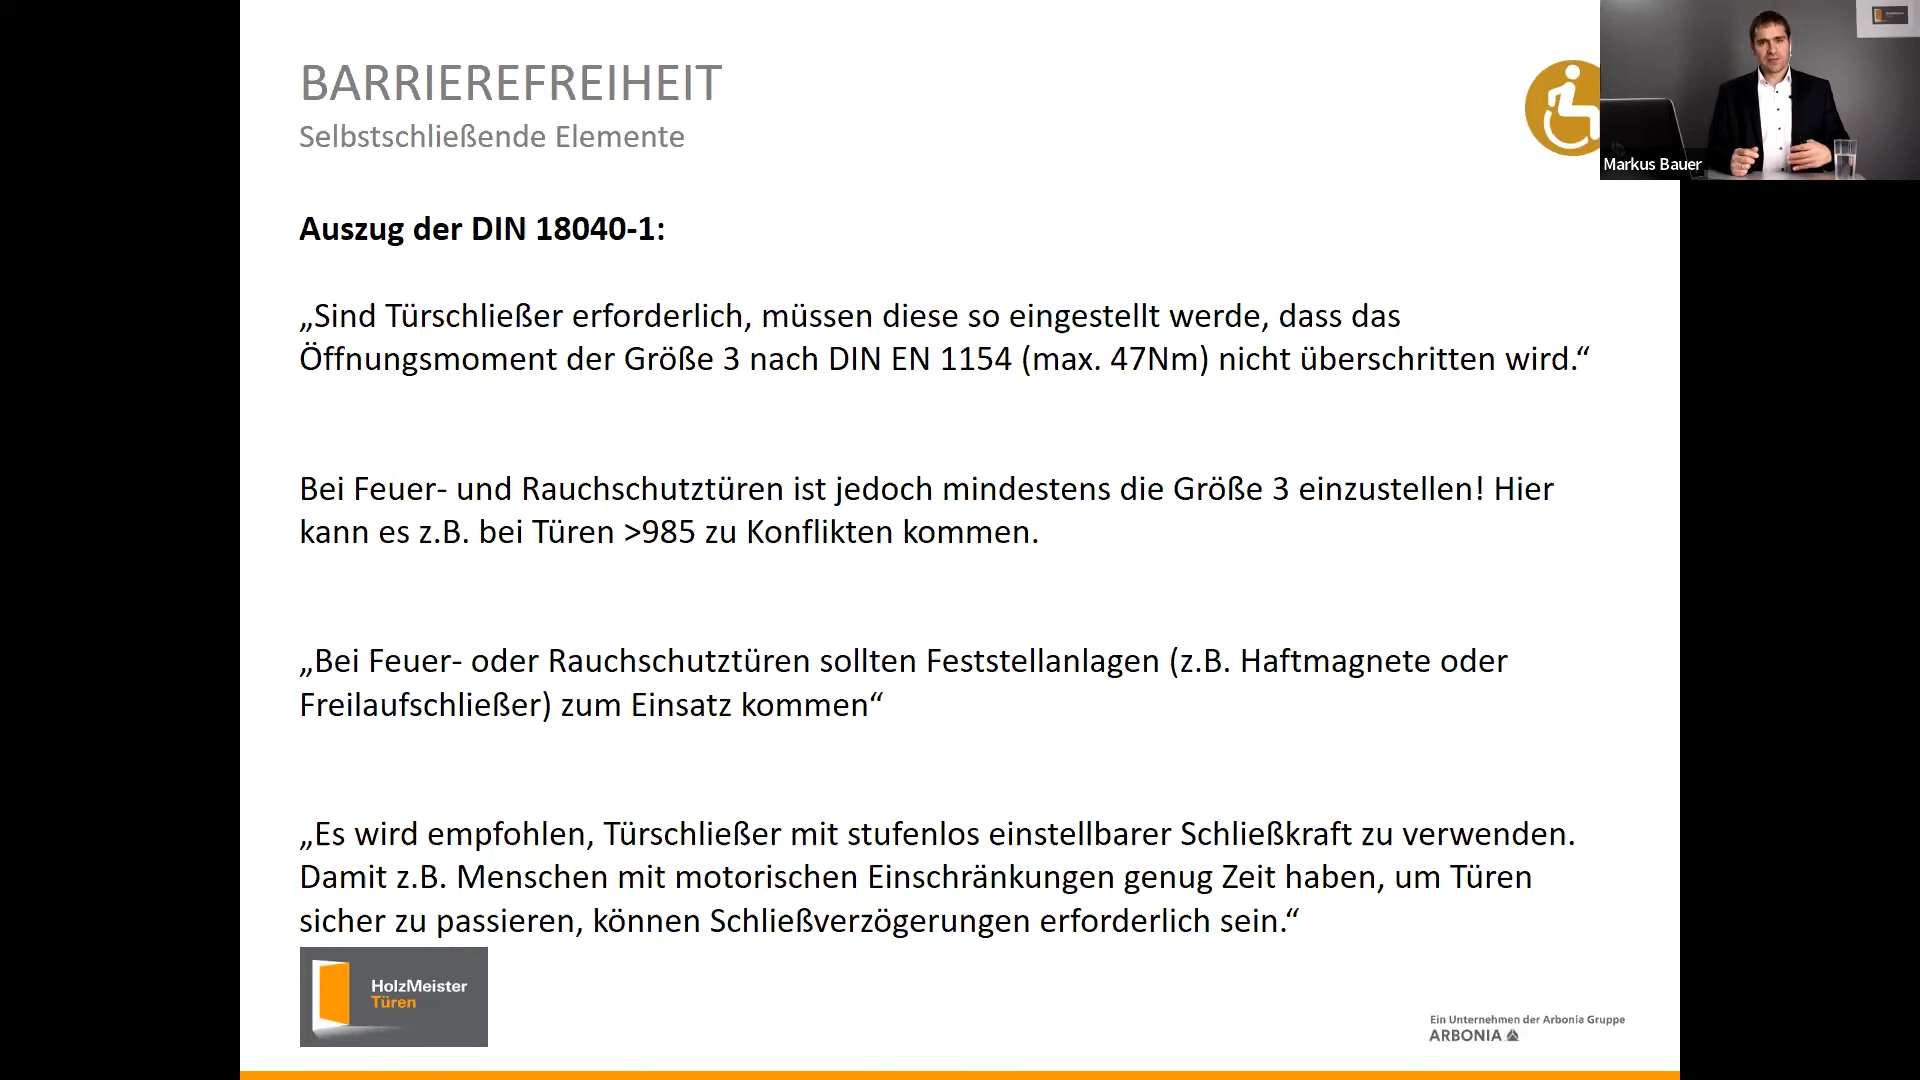 BARRIEREFREIHEIT
Selbstschließende Elemente
Markus Bauer
Auszug der DIN 18040-1:
„Sind Türschließer erforderlich, müssen diese so eingestellt werde, dass das
Öffnungsmoment der Größe 3 nach DIN EN 1154 (max. 47Nm) nicht überschritten wird.“
Bei Feuer- und Rauchschutztüren ist jedoch mindestens die Größe 3 einzustellen! Hier
kann es z.B. bei Türen >985 zu Konflikten kommen.
„Bei Feuer- oder Rauchschutztüren sollten Feststellanlagen (z.B. Haftmagnete oder
Freilaufschließer) zum Einsatz kommen“
„Es wird empfohlen, Türschließer mit stufenlos einstellbarer Schließkraft zu verwenden.
Damit z.B. Menschen mit motorischen Einschränkungen genug Zeit haben, um Türen
sicher zu passieren, können Schließverzögerungen erforderlich sein.“
HolzMeister
Türen
Ein Unternehmen der Arbonia Gruppe
ARBONIA